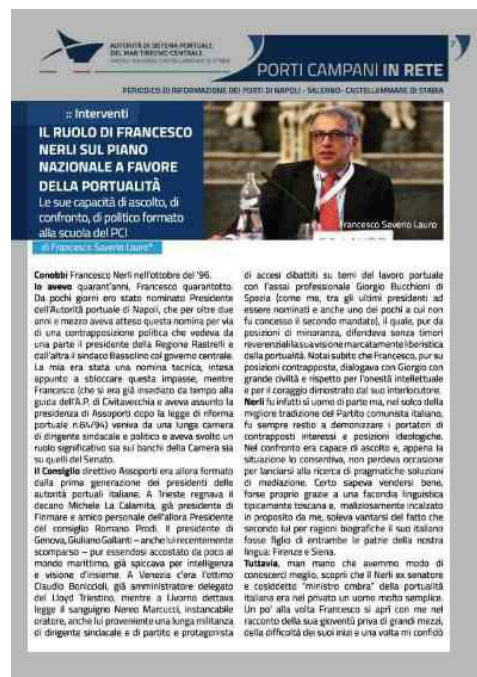 AUTORITÀ DI SISTEMA PORTUALE
DEL MAR TIRRENO CENTRALE
7
PORTI CAMPANI IN RETE
PERIODICO DI INFORMAZIONE DEI PORTI DI NAPOLI - SALERNO- CASTELLAMMARE DI STABIA
:: Interventi
IL RUOLO DI FRANCESCO
NERLI SUL PIANO
NAZIONALE A FAVORE
DELLA PORTUALITÀ
Le sue capacità di ascolto, di
confronto, di politico formato
alla scuola del PCI
di Francesco Saverio Lauro*
Francesco Saverio Lauro
Conobbi Francesco Nerli nell'ottobre del '96.
Io avevo quarant'anni, Francesco quarantotto.
Da pochi giorni ero stato nominato Presidente
dell'Autorità portuale di Napoli, che per oltre due
anni e mezzo aveva atteso questa nomina per via
di una contrapposizione politica che vedeva da
una parte il presidente della Regione Rastrelli e
dall'altra il sindaco Bassolino col governo centrale.
La mia era stata una nomina tecnica, intesa
appunto a sbloccare questa impasse, mentre
Francesco (che si era già insediato da tempo alla
guida dell'A.P. di Civitavecchia e aveva assunto la
presidenza di Assoporti dopo la legge di riforma
portuale n.84/94) veniva da una lunga carriera
di dirigente sindacale e politico e aveva svolto un
ruolo significativo sia sui banchi della Camera sia
su quelli del Senato.
Il Consiglio direttivo Assoporti era allora formato
dalla prima generazione dei presidenti delle
autorità portuali italiane. A Trieste regnava il
decano Michele La Calamita, già presidente di
Finmare e amico personale dell'allora Presidente
del consiglio Romano Prodi. Il presidente di
Genova, Giuliano Gallanti – anche lui recentemente
scomparso – pur essendosi accostato da poco al
mondo marittimo, già spiccava per intelligenza
e visione d'insieme. A Venezia c'era l'ottimo
Claudio Boniciolli, già amministratore delegato
del Lloyd Triestino, mentre a Livorno dettava
legge il sanguigno Nereo Marcucci, instancabile
oratore, anche lui proveniente una lunga militanza
di dirigente sindacale e di partito e protagonista
di accesi dibattiti su temi del lavoro portuale
con l'assai professionale Giorgio Bucchioni di
Spezia (come me, tra gli ultimi presidenti ad
essere nominati e anche uno dei pochi a cui non
fu concesso il secondo mandato), il quale, pur da
posizioni di minoranza, difendeva senza timori
reverenziali la sua visione marcatamente liberistica
della portualità. Notai subito che Francesco, pur su
posizioni contrapposte, dialogava con Giorgio con
grande civiltà e rispetto per l'onestà intellettuale
e per il coraggio dimostrato dal suo interlocutore.
Nerli fu infatti sì uomo di parte ma, nel solco della
migliore tradizione del Partito comunista italiano,
fu sempre restio a demonizzare i portatori di
contrapposti interessi e posizioni ideologiche.
Nel confronto era capace di ascolto e, appena la
situazione lo consentiva, non perdeva occasione
per lanciarsi alla ricerca di pragmatiche soluzioni
di mediazione. Certo sapeva vendersi bene,
forse proprio grazie a una facondia linguistica
tipicamente toscana e, maliziosamente incalzato
in proposito da me, soleva vantarsi del fatto che
secondo lui per ragioni biografiche il suo italiano
fosse figlio di entrambe le patrie della nostra
lingua: Firenze e Siena.
Tuttavia, man mano che avemmo modo di
conoscerci meglio, scoprii che il Nerli ex senatore
e cosiddetto "ministro ombra" della portualità
italiana era nel privato un uomo molto semplice.
Un po' alla volta Francesco si aprì con me nel
racconto della sua gioventù priva di grandi mezzi,
della difficoltà dei suoi inizi e una volta mi confidò